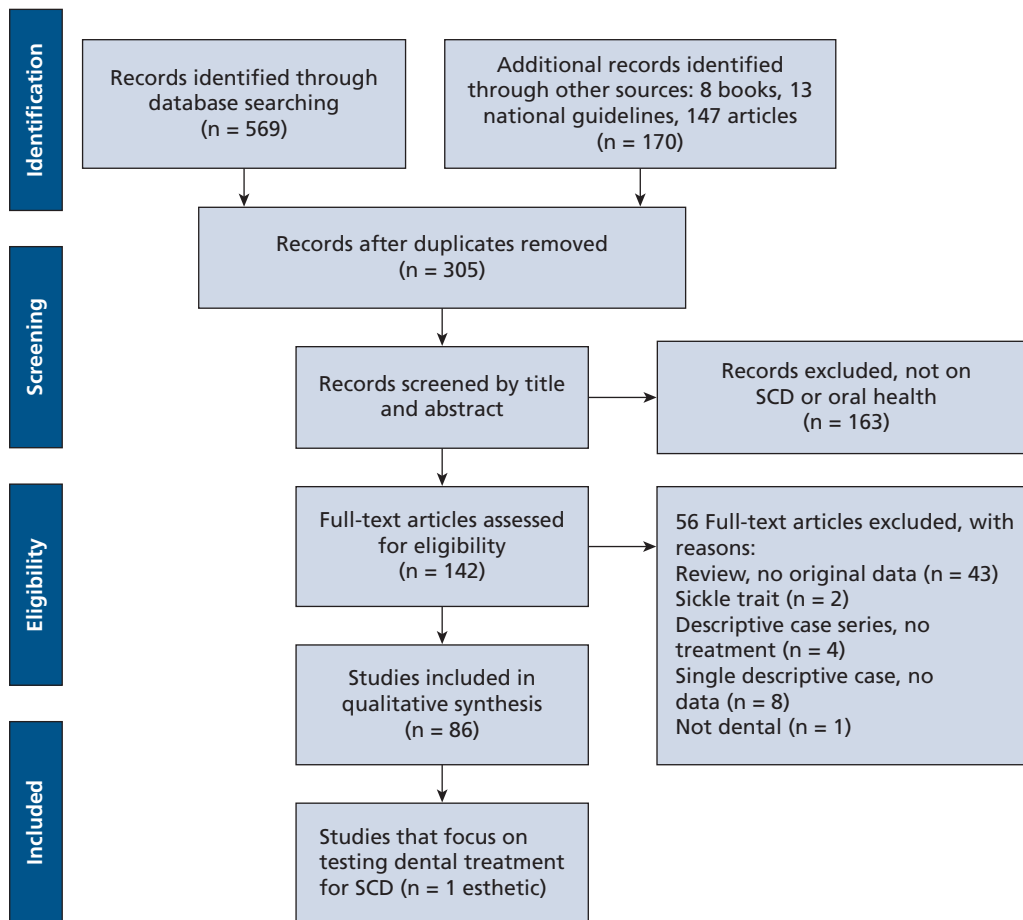 Identification
Records identified through
database searching
(n = 569)
Additional records identified
through other sources: 8 books, 13
national guidelines, 147 articles
(n = 170)
Records after duplicates removed
(n = 305)
Screening
Records screened by title
and abstract
Records excluded, not on
SCD or oral health
(n = 163)
Eligibility
Full-text articles assessed
for eligibility
(n = 142)
56 Full-text articles excluded, with
reasons:
Review, no original data (n = 43)
Sickle trait (n = 2)
Descriptive case series, no
treatment (n = 4)
Single descriptive case, no
data (n = 8)
Not dental (n = 1)
Studies included in
qualitative synthesis
(n = 86)
Included
Studies that focus on
testing dental treatment
for SCD (n = 1 esthetic)